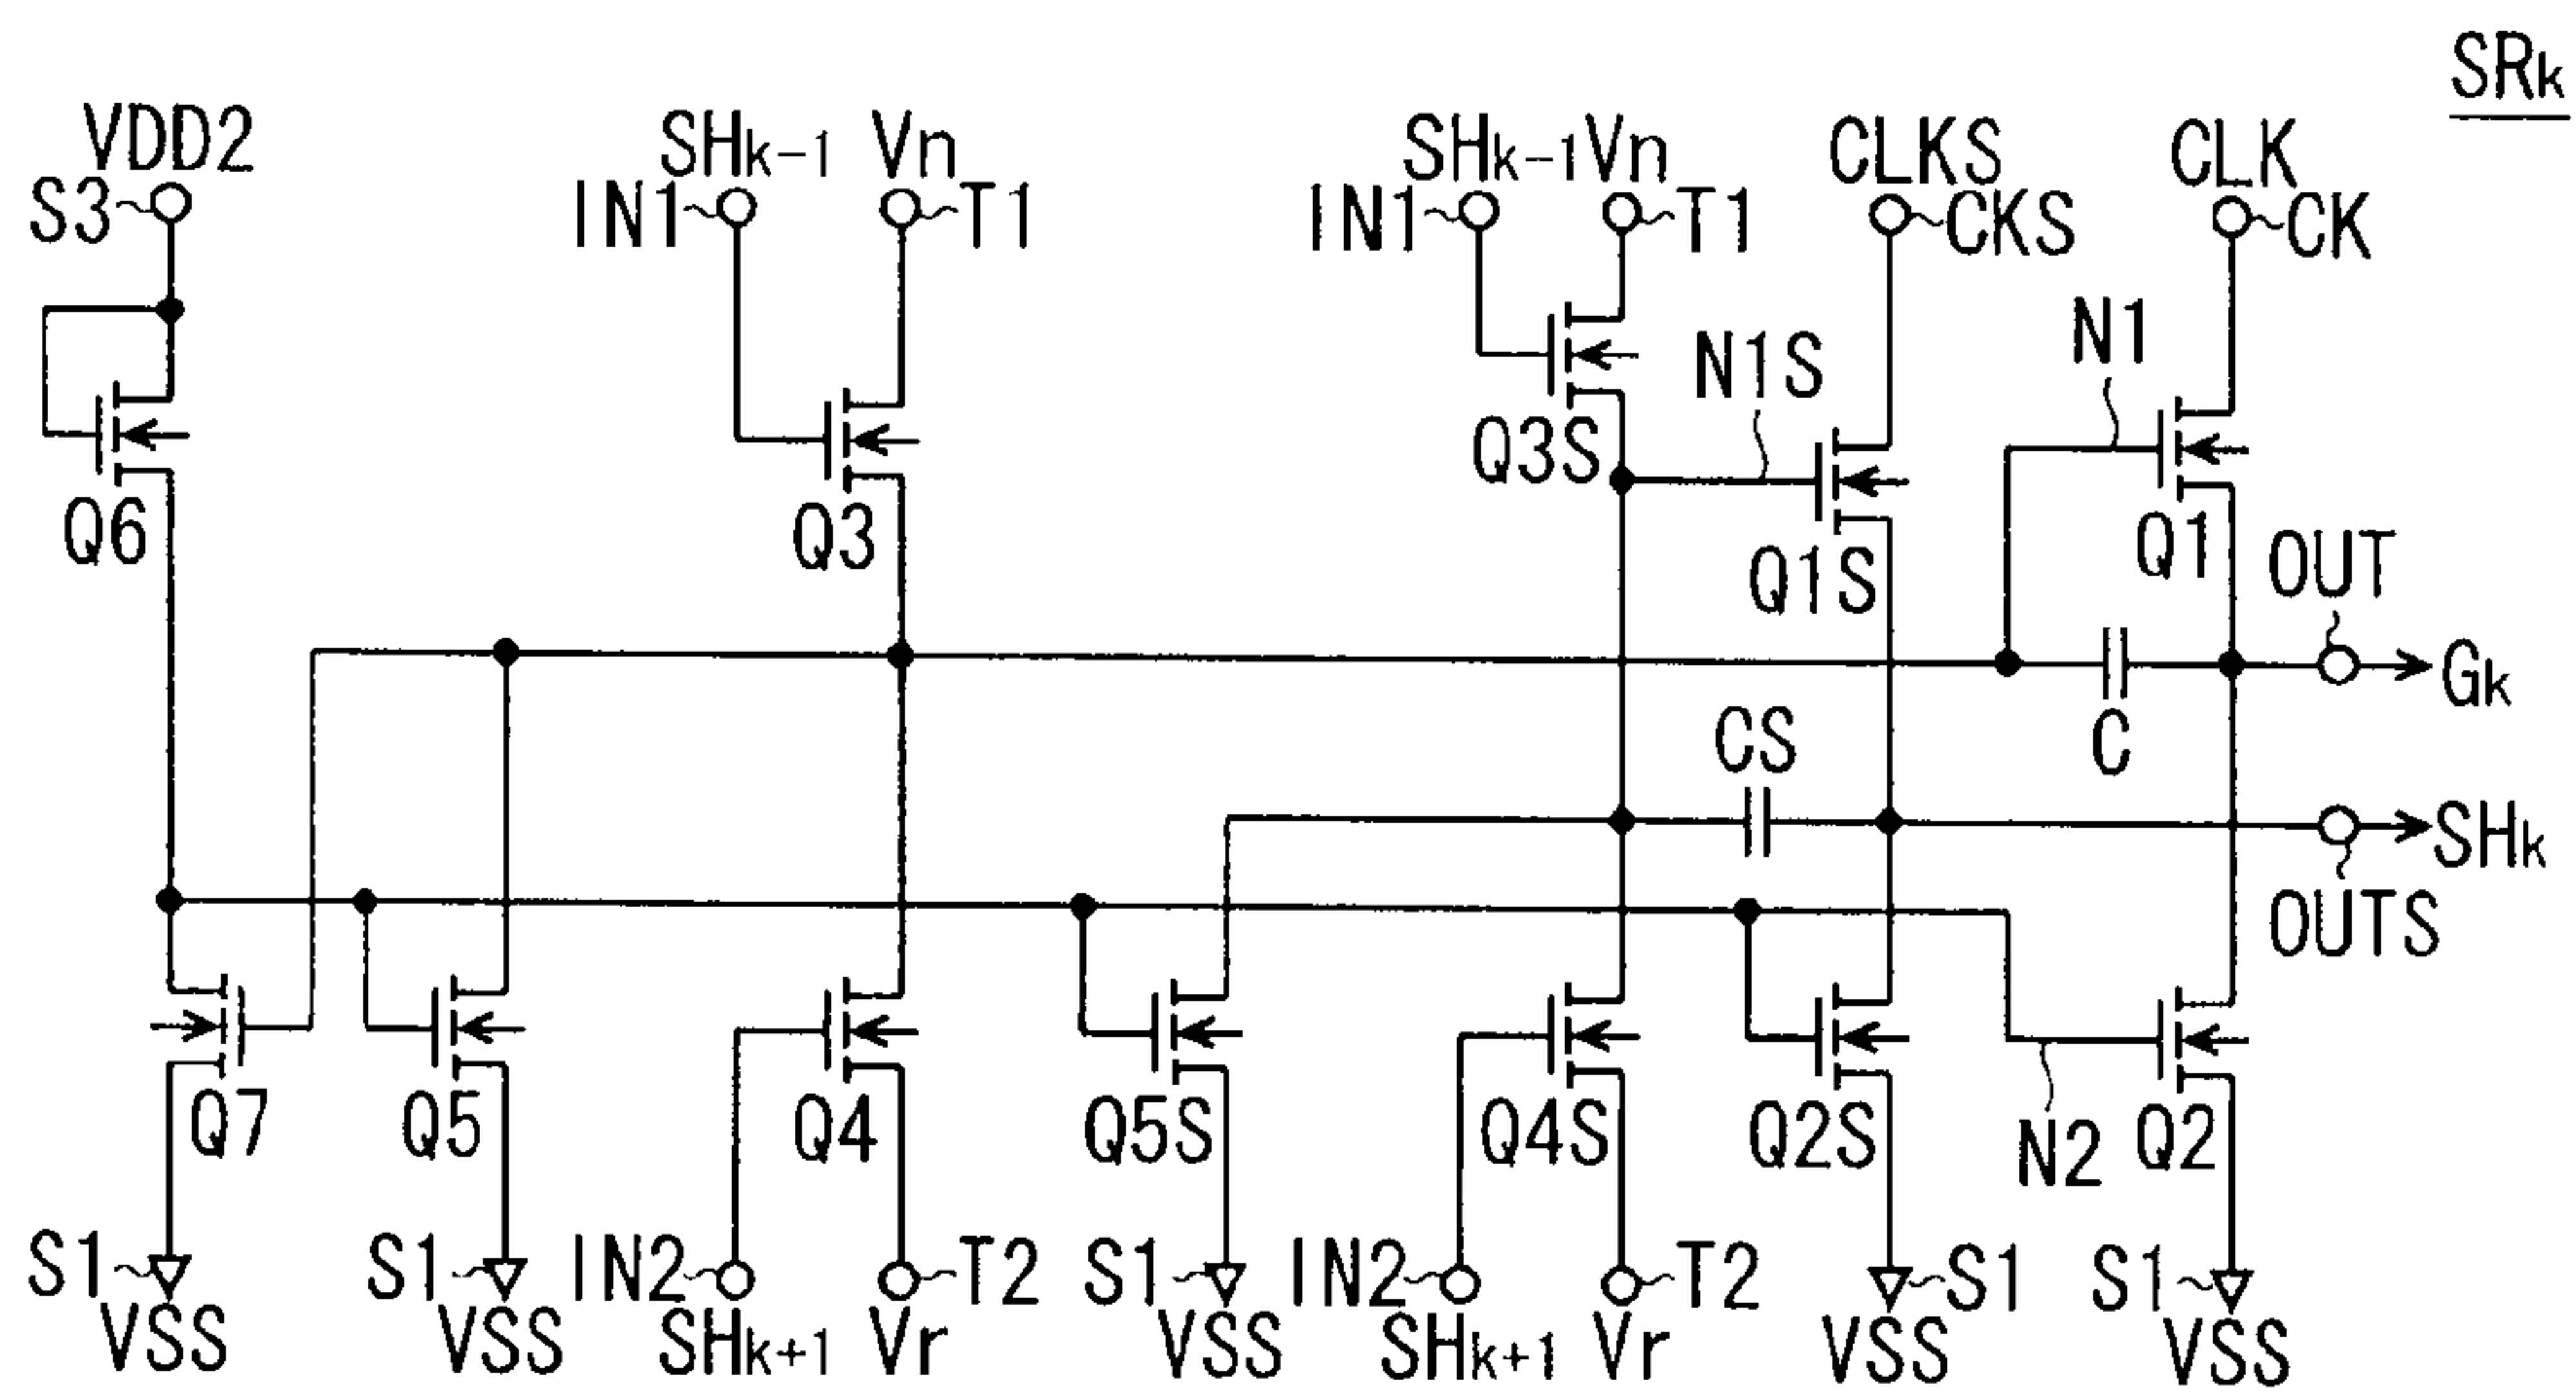 SRk
VDD2
S3
SHk-1 Vn
IN1 T1
SHk-1 Vn
IN1 T1
CLKS
CKS
CLK
CK
N1S
N1
Q6
Q3
Q3S
Q1S
Q1
OUT
Gk
CS
C
SHk
OUTS
Q7
Q5
Q4
Q5S
Q4S
Q2S
N2
Q2
S1
VSS
S1
VSS
IN2 T2
SHk+1 Vr
S1
VSS
IN2 T2
SHk+1 Vr
S1
VSS
S1
VSS